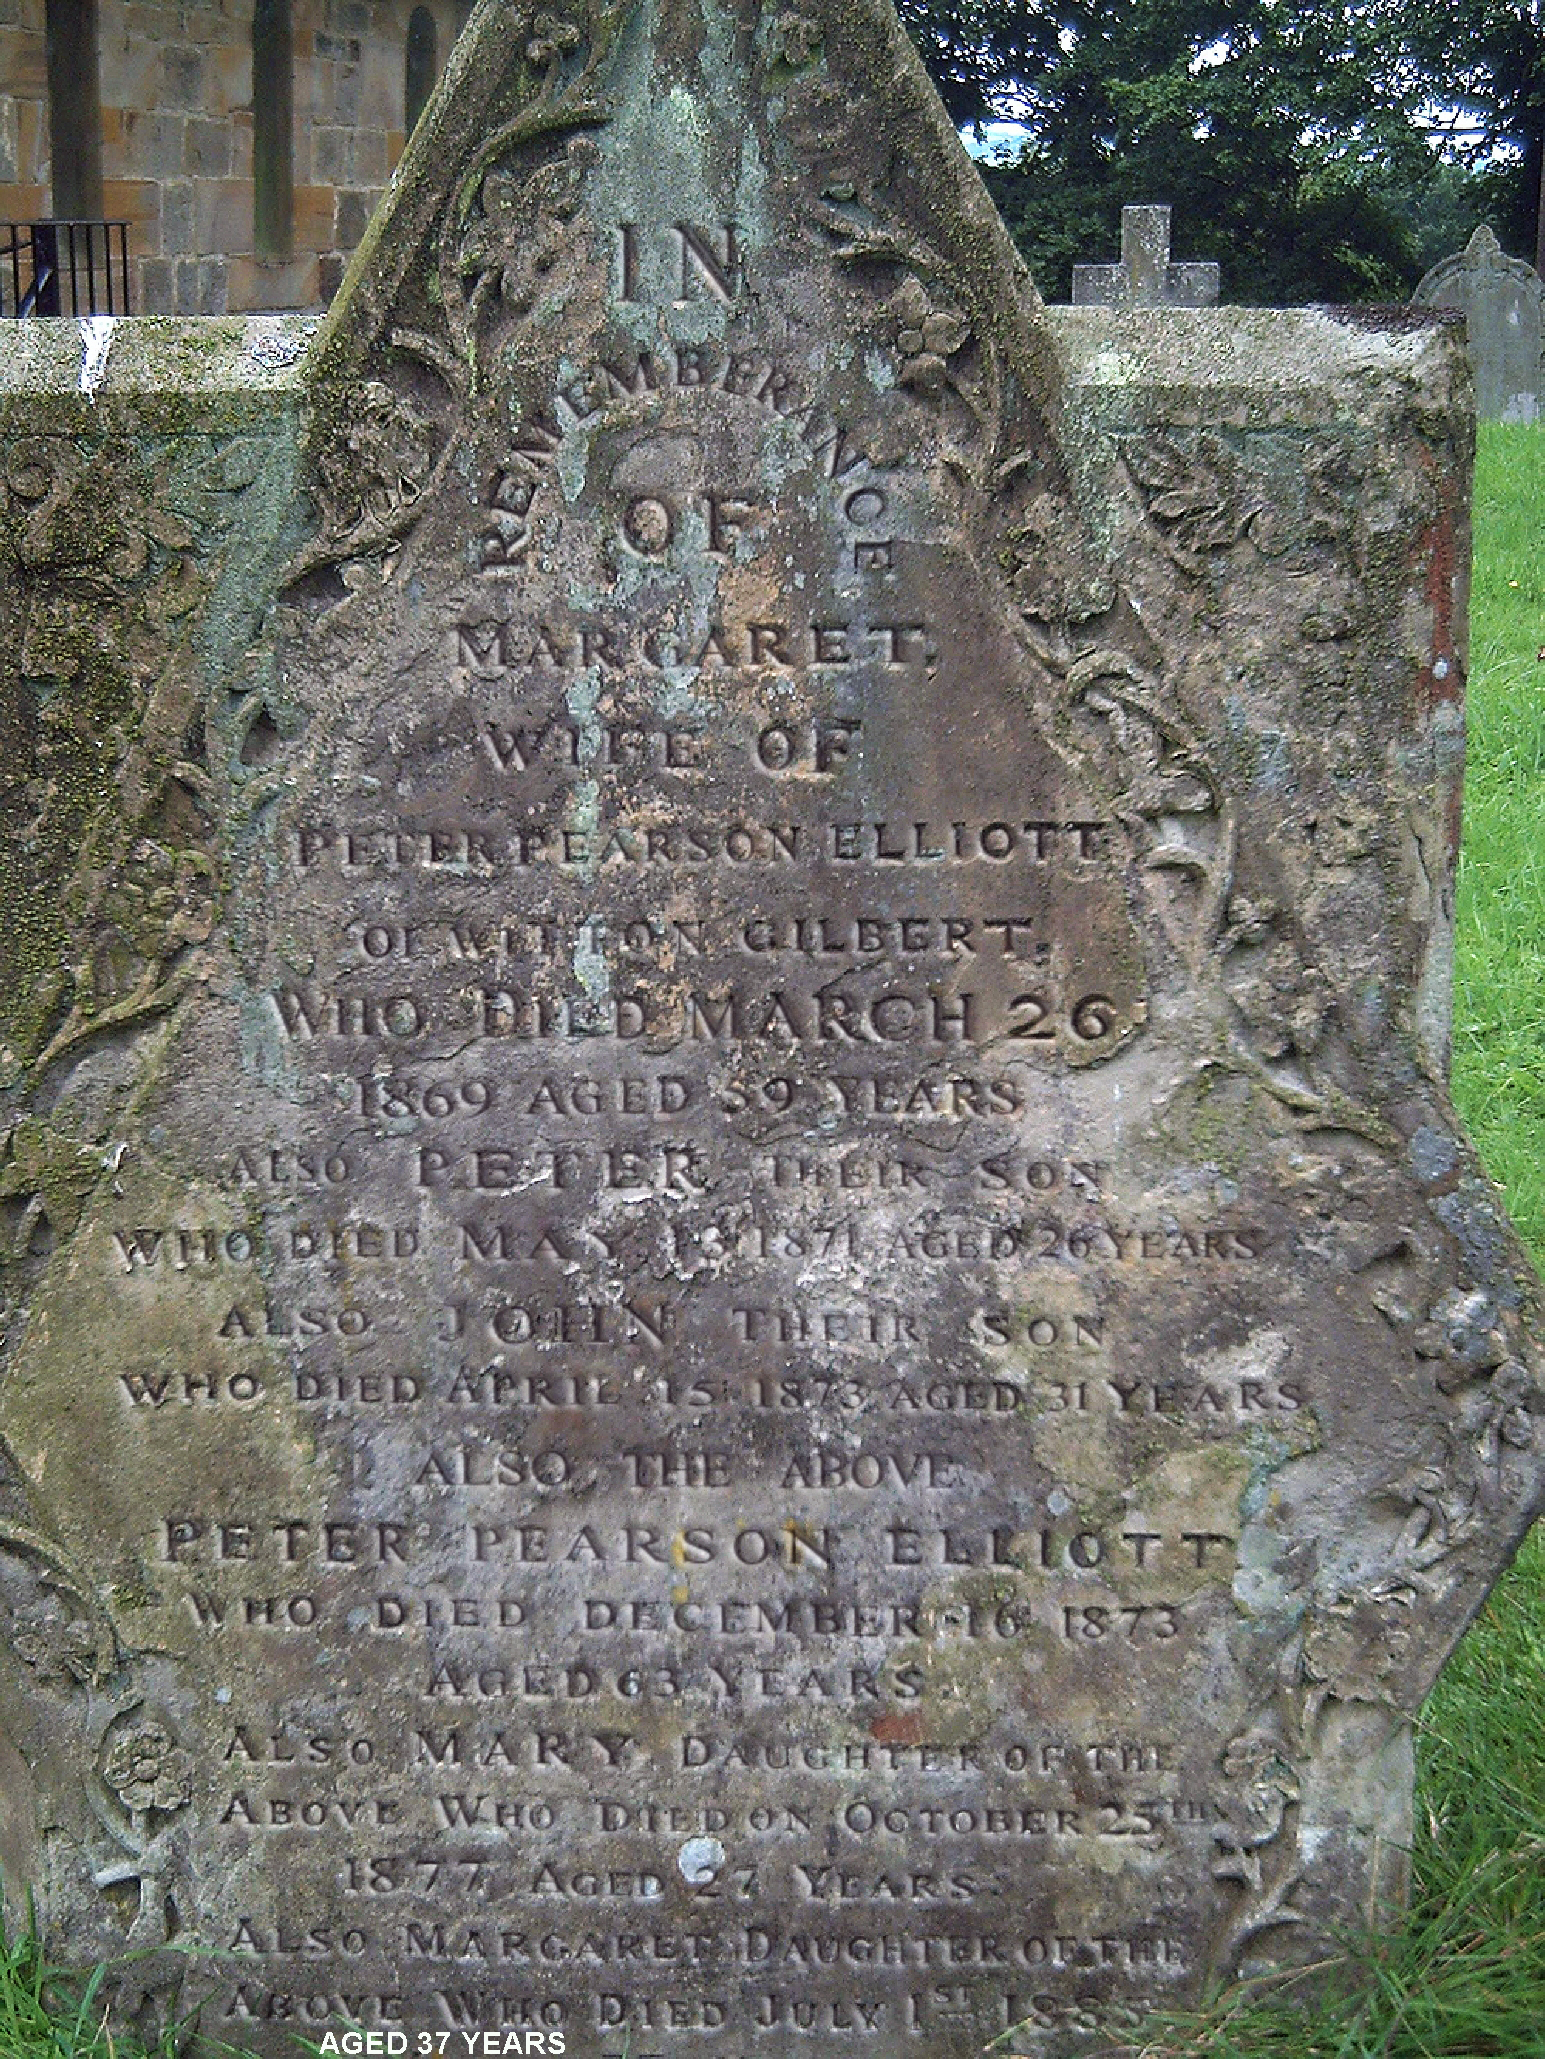 IN
REMEMBERANCE
OF
MARGARET,
WIFE OF
PETER PEARSON ELLIOTT
OF WITTON GILBERT,
WHO DIED MARCH 26
1869 AGED 59 YEARS
ALSO PETER THEIR SON
WHO DIED MAY 13 1871 AGED 26 YEARS
ALSO JOHN THEIR SON
WHO DIED APRIL 15 1873 AGED 31 YEARS
ALSO THE ABOVE
PETER PEARSON ELLIOTT
WHO DIED DECEMBER 16 1873
AGED 63 YEARS
ALSO MARY DAUGHTER OF THE
ABOVE WHO DIED ON OCTOBER 25TH
1877 AGED 27 YEARS
ALSO MARGARET DAUGHTER OF THE
ABOVE WHO DIED JULY 1ST 1885
AGED 37 YEARS